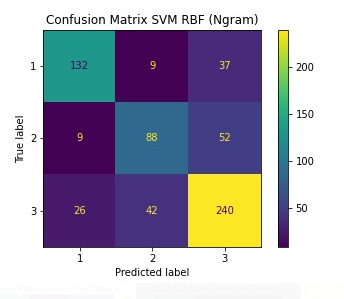 Confusion Matrix SVM RBF (Ngram)
1 132 9 37
2 9 88 52
3 26 42 240
1 2 3
Predicted label
True label
200
150
100
50